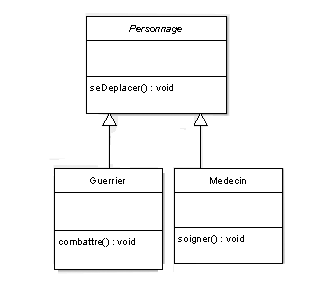 Personnage
seDeplacer() : void
Guerrier
combattre() : void
Medecin
soigner() : void